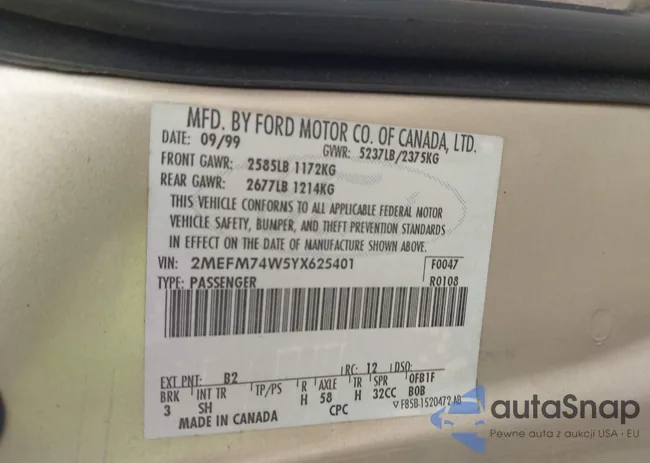 MFD. BY FORD MOTOR CO. OF CANADA, LTD.
DATE: 09/99 GVWR: 5237LB/2375KG
FRONT GAWR: 2585LB 1172KG
REAR GAWR: 2677LB 1214KG
THIS VEHICLE CONFORMS TO ALL APPLICABLE FEDERAL MOTOR
VEHICLE SAFETY, BUMPER, AND THEFT PREVENTION STANDARDS
IN EFFECT ON THE DATE OF MANUFACTURE SHOWN ABOVE.
VIN: 2MEFM74W5YX625401 F0047
TYPE: PASSENGER R0108
EXT PNT: B2 RC: 12 DSO:
BRK INT TR TP/PS R AXLE TR SPR 0FB1F
3 SH H 58 H 32CC BOB
MADE IN CANADA CPC F85B-1520472-AB
autaSnap
Pewne auta z aukcji USA • EU